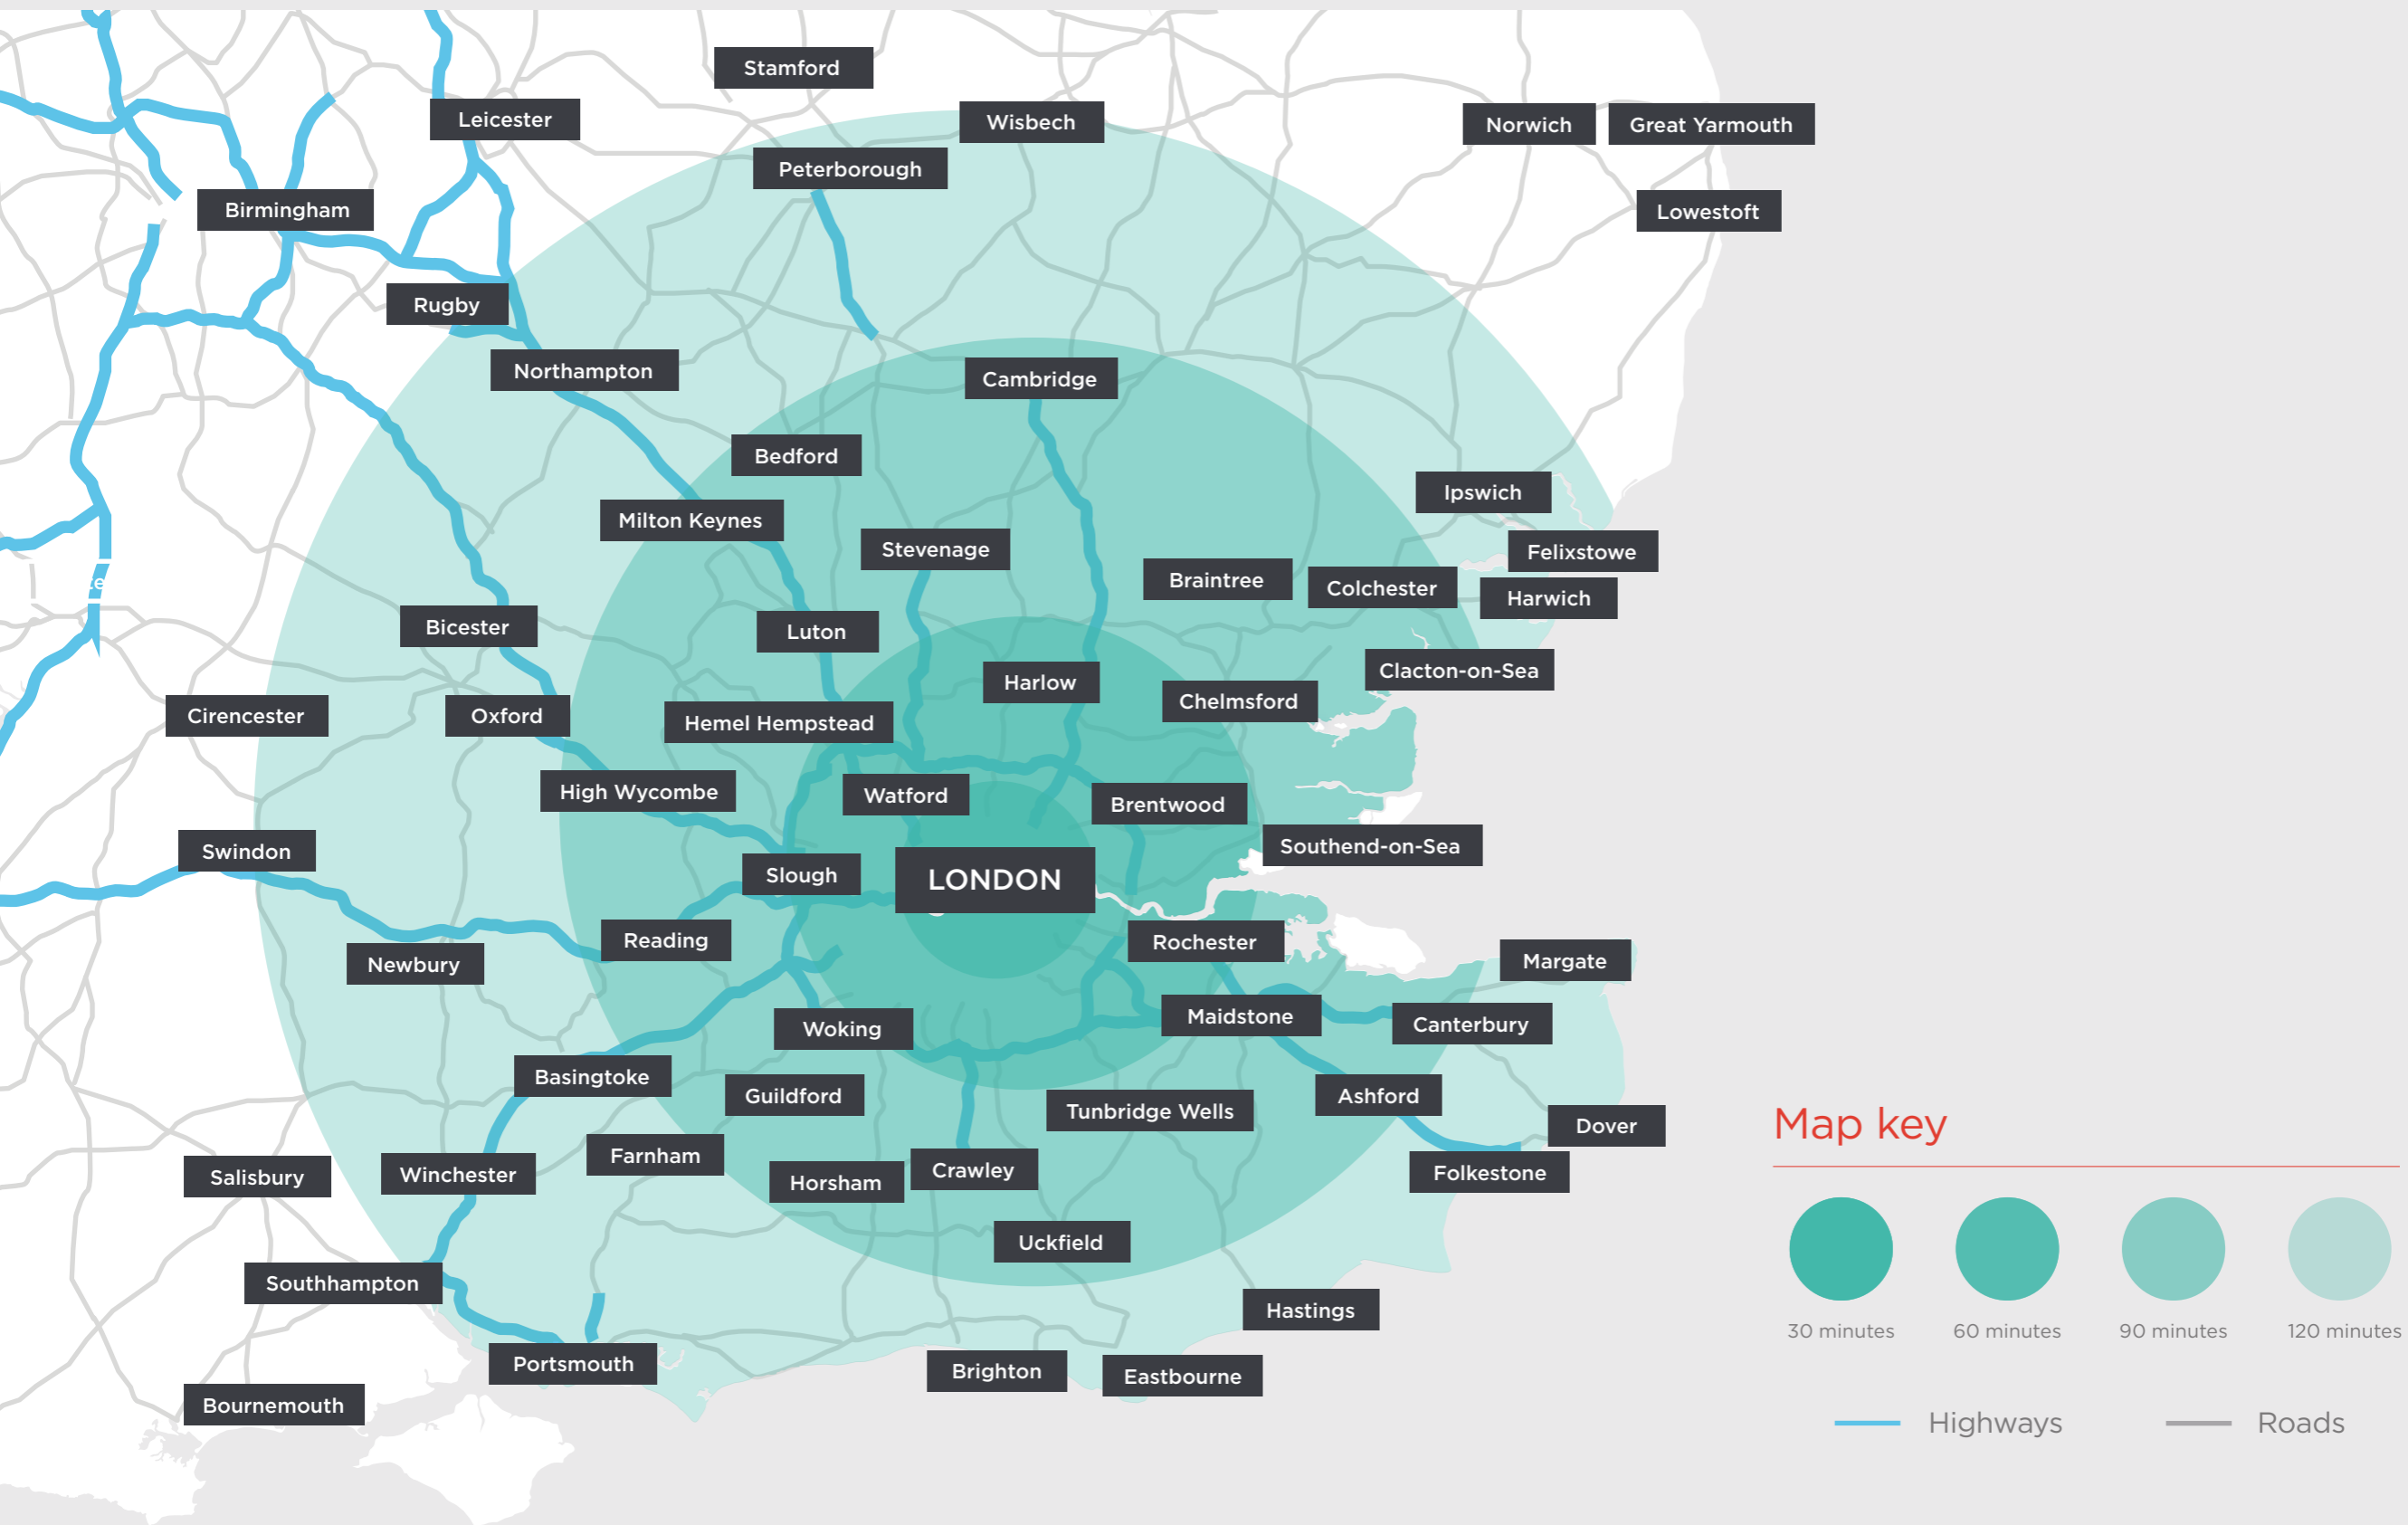 Stamford
Leicester
Wisbech
Norwich
Great Yarmouth
Peterborough
Birmingham
Lowestoft
Rugby
Northampton
Cambridge
Bedford
Ipswich
Milton Keynes
Stevenage
Felixstowe
Braintree
Colchester
Harwich
Bicester
Luton
Clacton-on-Sea
Harlow
Chelmsford
Cirencester
Oxford
Hemel Hempstead
High Wycombe
Watford
Brentwood
Swindon
Southend-on-Sea
Slough
LONDON
Reading
Rochester
Newbury
Margate
Woking
Maidstone
Canterbury
Basingtoke
Guildford
Tunbridge Wells
Ashford
Dover
Farnham
Salisbury
Winchester
Horsham
Crawley
Folkestone
Uckfield
Southhampton
Hastings
Portsmouth
Brighton
Eastbourne
Bournemouth
Map key
30 minutes
60 minutes
90 minutes
120 minutes
Highways
Roads